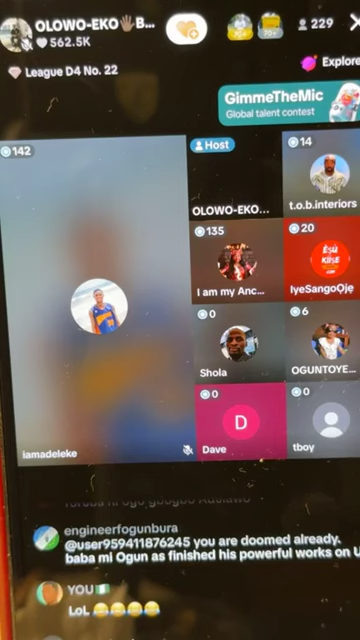 OLOWO-EKO🖐🏿B...
562.5K
229
League D4 No. 22
Explore
GimmeTheMic
Global talent contest
142
Host
14
OLOWO-EKO...
t.o.b.interiors
135
20
ÈṢÙ
KÌÍṢE
I am my Anc...
IyeSangoOje
0
6
Shola
OGUNTOYE...
0
0
D
Dave
tboy
iamadeleke
engineerfogunbura
@user959411876245 you are doomed already.
baba mi Ogun as finished his powerful works on U
YOU🇳🇬
LoL 😂😂😂😂